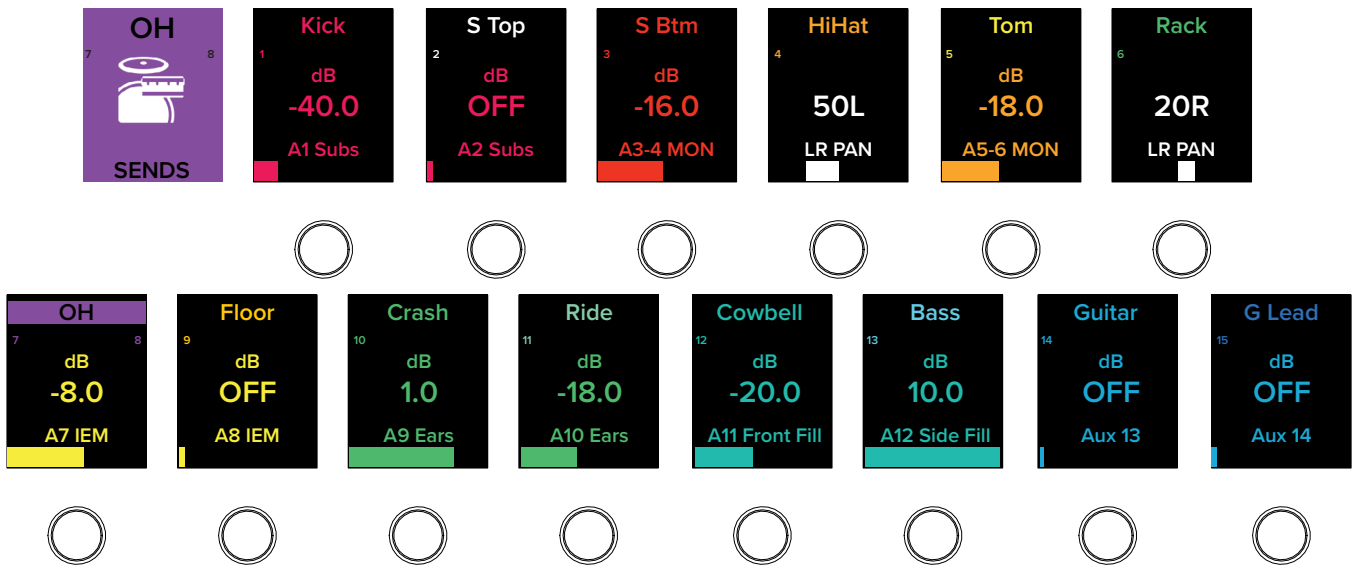 OH
7 8
SENDS
Kick
1
dB
-40.0
A1 Subs
S Top
2
dB
OFF
A2 Subs
S Btm
3
dB
-16.0
A3-4 MON
HiHat
4
50L
LR PAN
Tom
5
dB
-18.0
A5-6 MON
Rack
6
20R
LR PAN
OH
7 8
dB
-8.0
A7 IEM
Floor
9
dB
OFF
A8 IEM
Crash
10
dB
1.0
A9 Ears
Ride
11
dB
-18.0
A10 Ears
Cowbell
12
dB
-20.0
A11 Front Fill
Bass
13
dB
10.0
A12 Side Fill
Guitar
14
dB
OFF
Aux 13
G Lead
15
dB
OFF
Aux 14